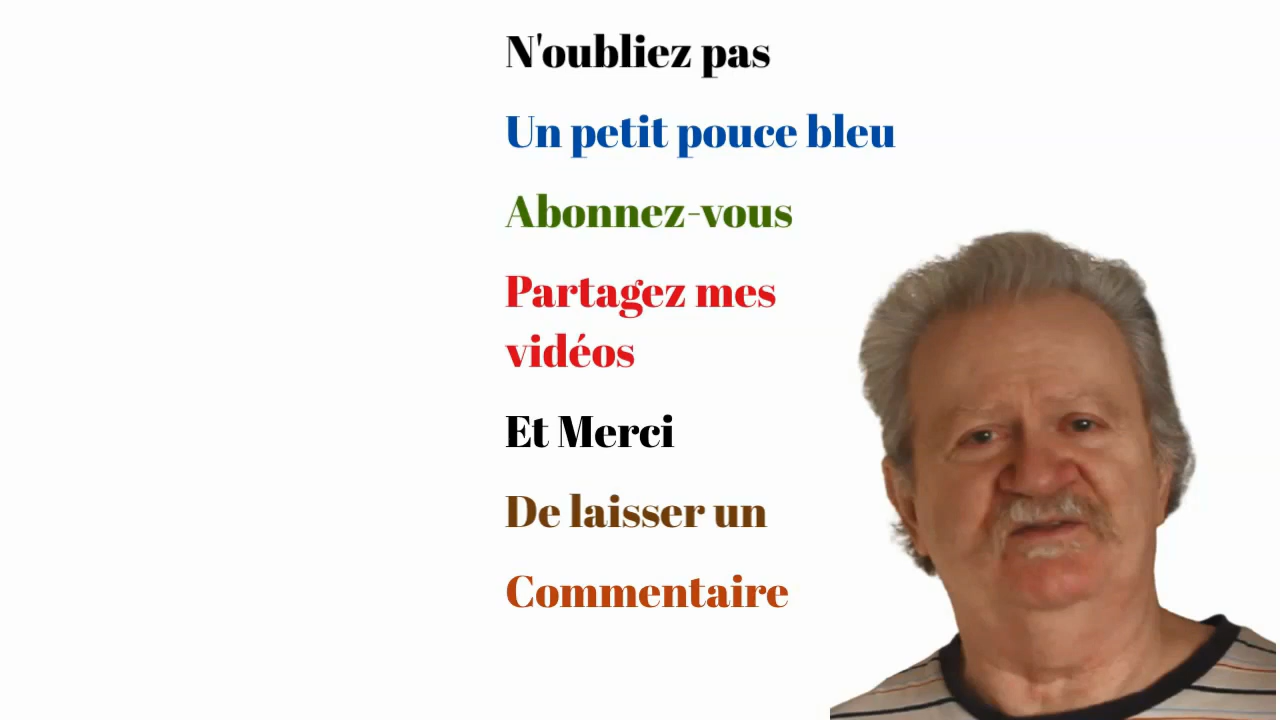 N'oubliez pas
Un petit pouce bleu
Abonnez-vous
Partagez mes
vidéos
Et Merci
De laisser un
Commentaire